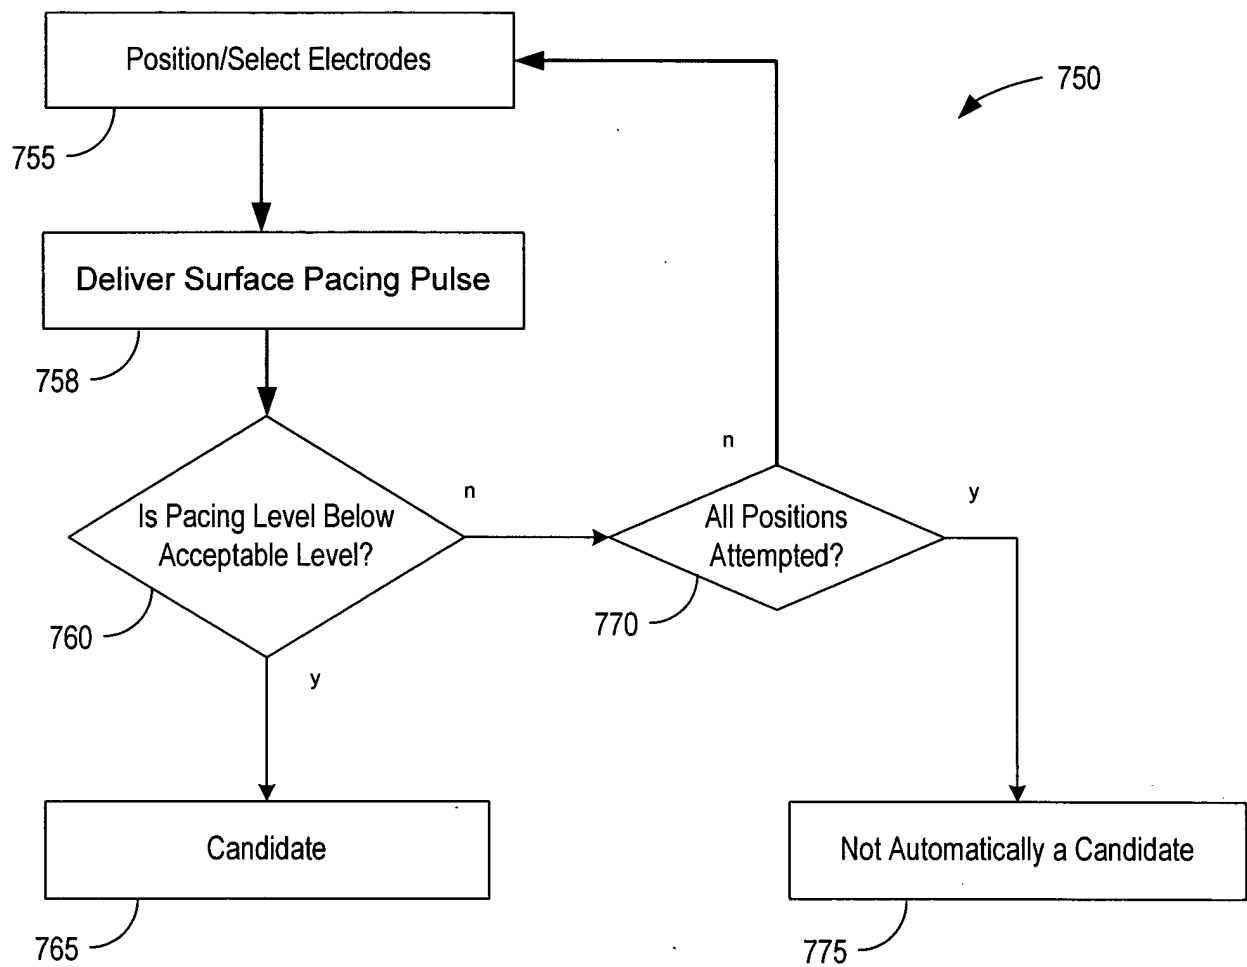 Position/Select Electrodes
750
755
Deliver Surface Pacing Pulse
758
n
n
y
Is Pacing Level Below
Acceptable Level?
All Positions
Attempted?
760
770
y
Candidate
Not Automatically a Candidate
765
775